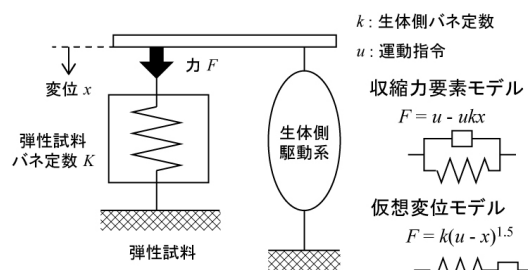 k : 生体側バネ定数
u : 運動指令
力 F
変位 x
弾性試料
バネ定数 K
生体側
駆動系
弾性試料
収縮力要素モデル
F = u - ukx
仮想変位モデル
F = k(u - x)^1.5